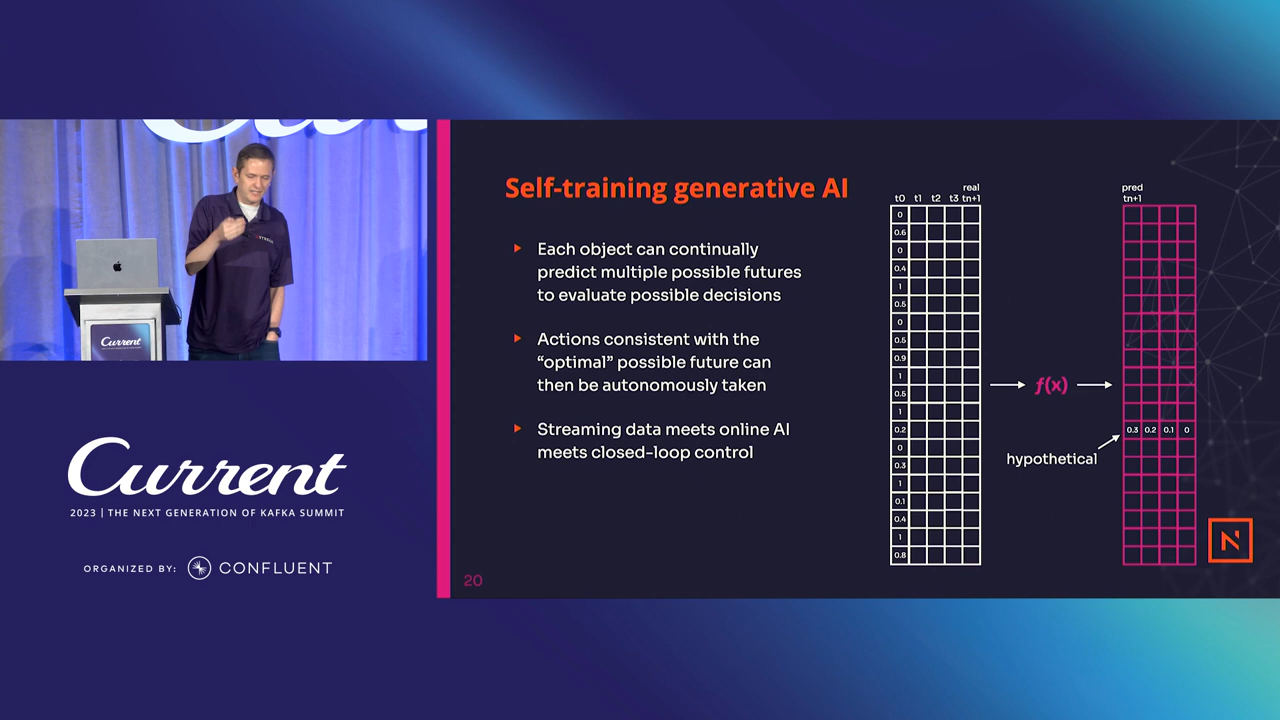 Current
Current
2023 | THE NEXT GENERATION OF KAFKA SUMMIT
ORGANIZED BY: CONFLUENT
Self-training generative AI
Each object can continually
predict multiple possible futures
to evaluate possible decisions
Actions consistent with the
“optimal” possible future can
then be autonomously taken
Streaming data meets online AI
meets closed-loop control
20
real
t0 t1 t2 t3 tn+1
0
0.6
0
0.4
1
0.5
0
0.5
0.9
1
0.5
1
0.2
0
0.3
1
0.1
0.4
1
0.8
f(x)
hypothetical
pred
tn+1
0.3 0.2 0.1 0
N